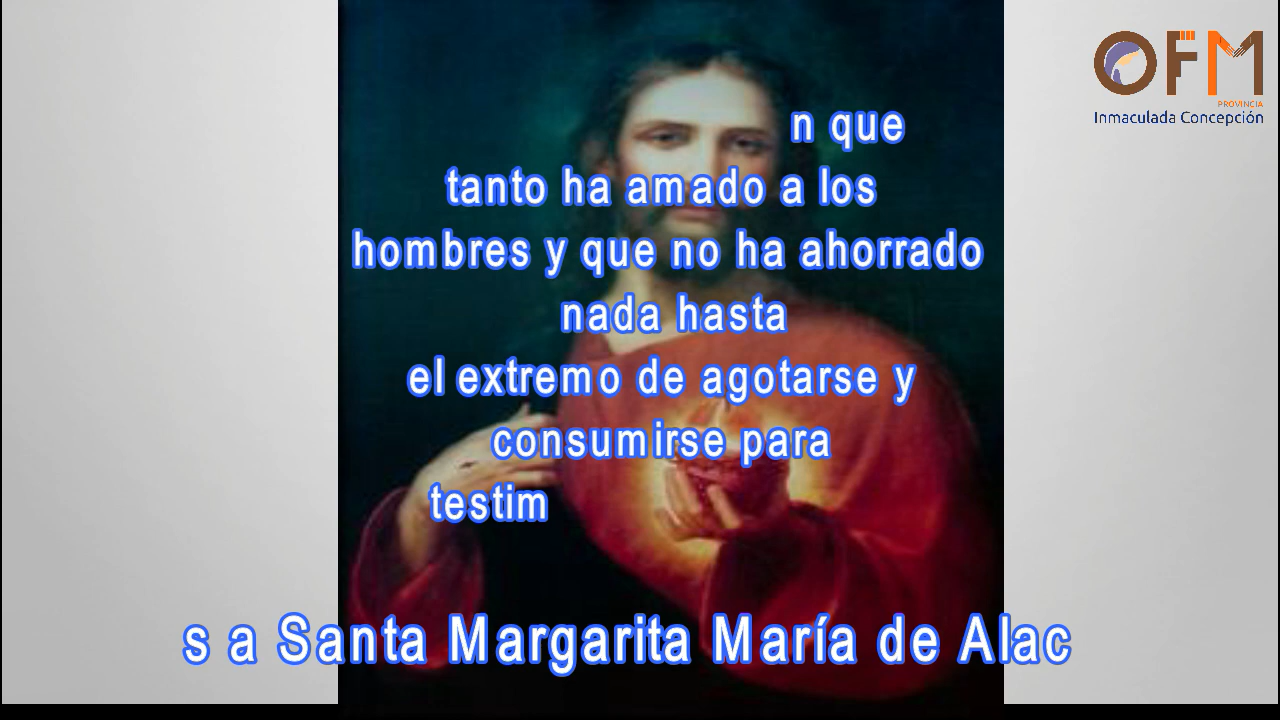 OFM
PROVINCIA
Inmaculada Concepción
n que
tanto ha amado a los
hombres y que no ha ahorrado
nada hasta
el extremo de agotarse y
consumirse para
testim
s a Santa Margarita María de Alac